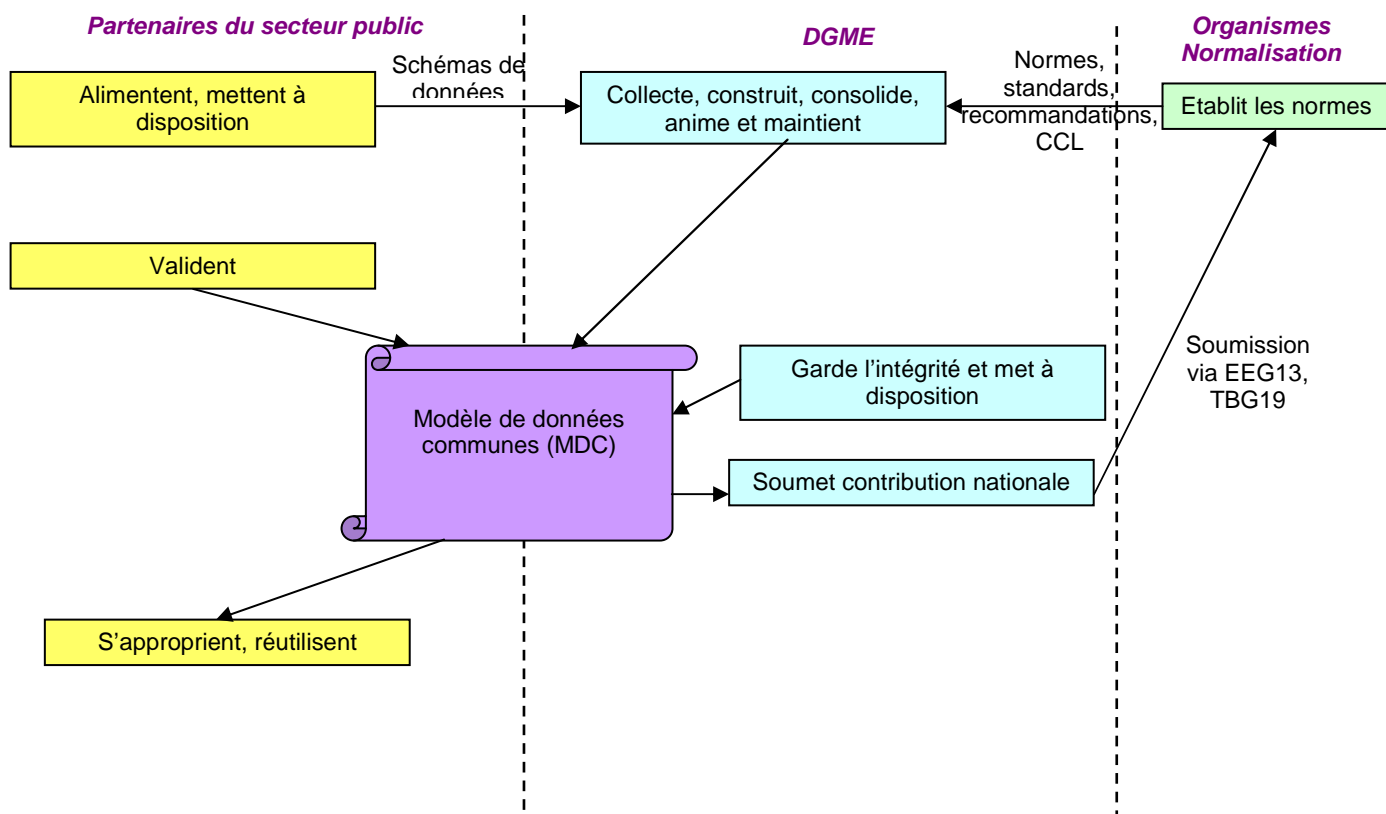 Partenaires du secteur public
DGME
Organismes
Normalisation
Alimentent, mettent à
disposition
Schémas de
données
Collecte, construit, consolide,
anime et maintient
Normes,
standards,
recommandations,
CCL
Etablit les normes
Valident
Modèle de données
communes (MDC)
Garde l’intégrité et met à
disposition
Soumet contribution nationale
Soumission
via EEG13,
TBG19
S’approprient, réutilisent